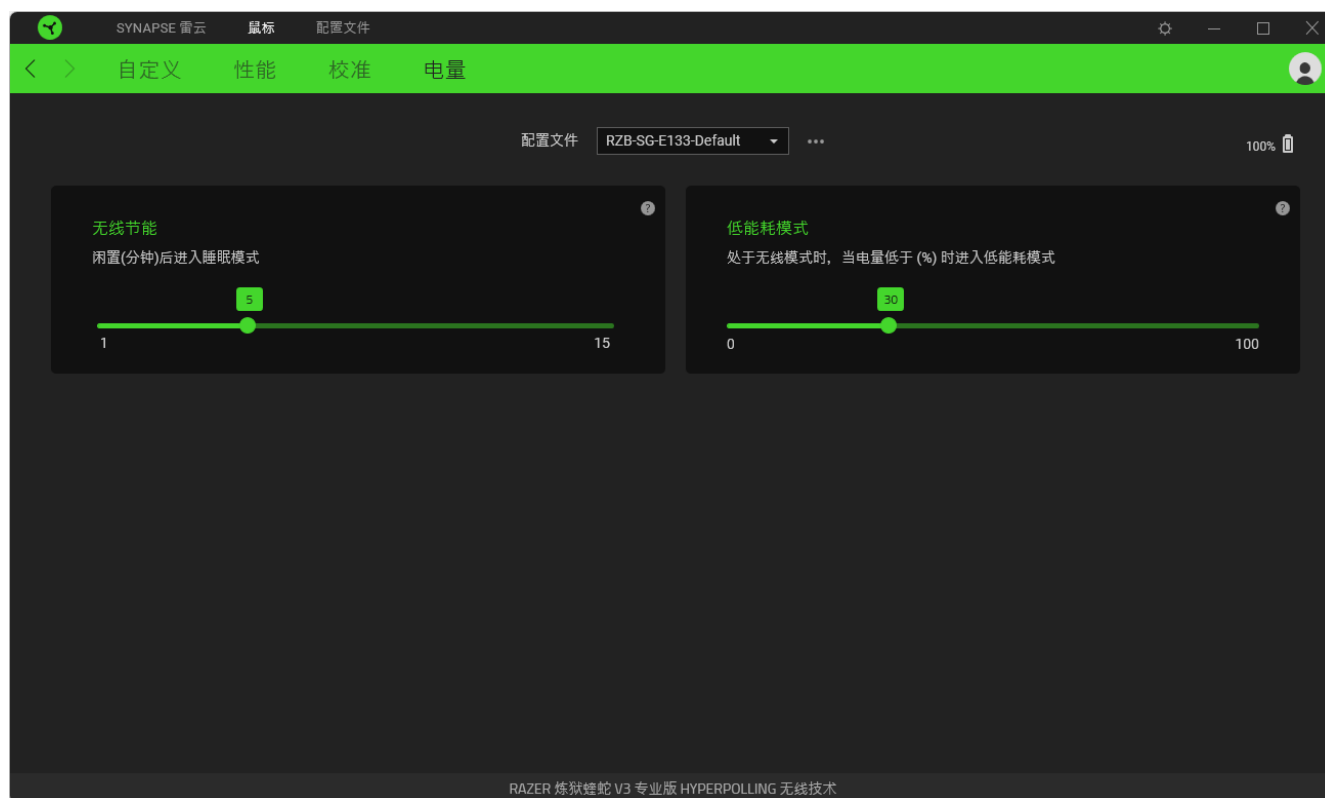 SYNAPSE 雷云 鼠标 配置文件
自定义 性能 校准 电量
配置文件 RZB-SG-E133-Default ••• 100%
无线节能
闲置(分钟)后进入睡眠模式
5
1 15
低能耗模式
处于无线模式时，当电量低于 (%) 时进入低能耗模式
30
0 100
RAZER 炼狱蝰蛇 V3 专业版 HYPERPOLLING 无线技术